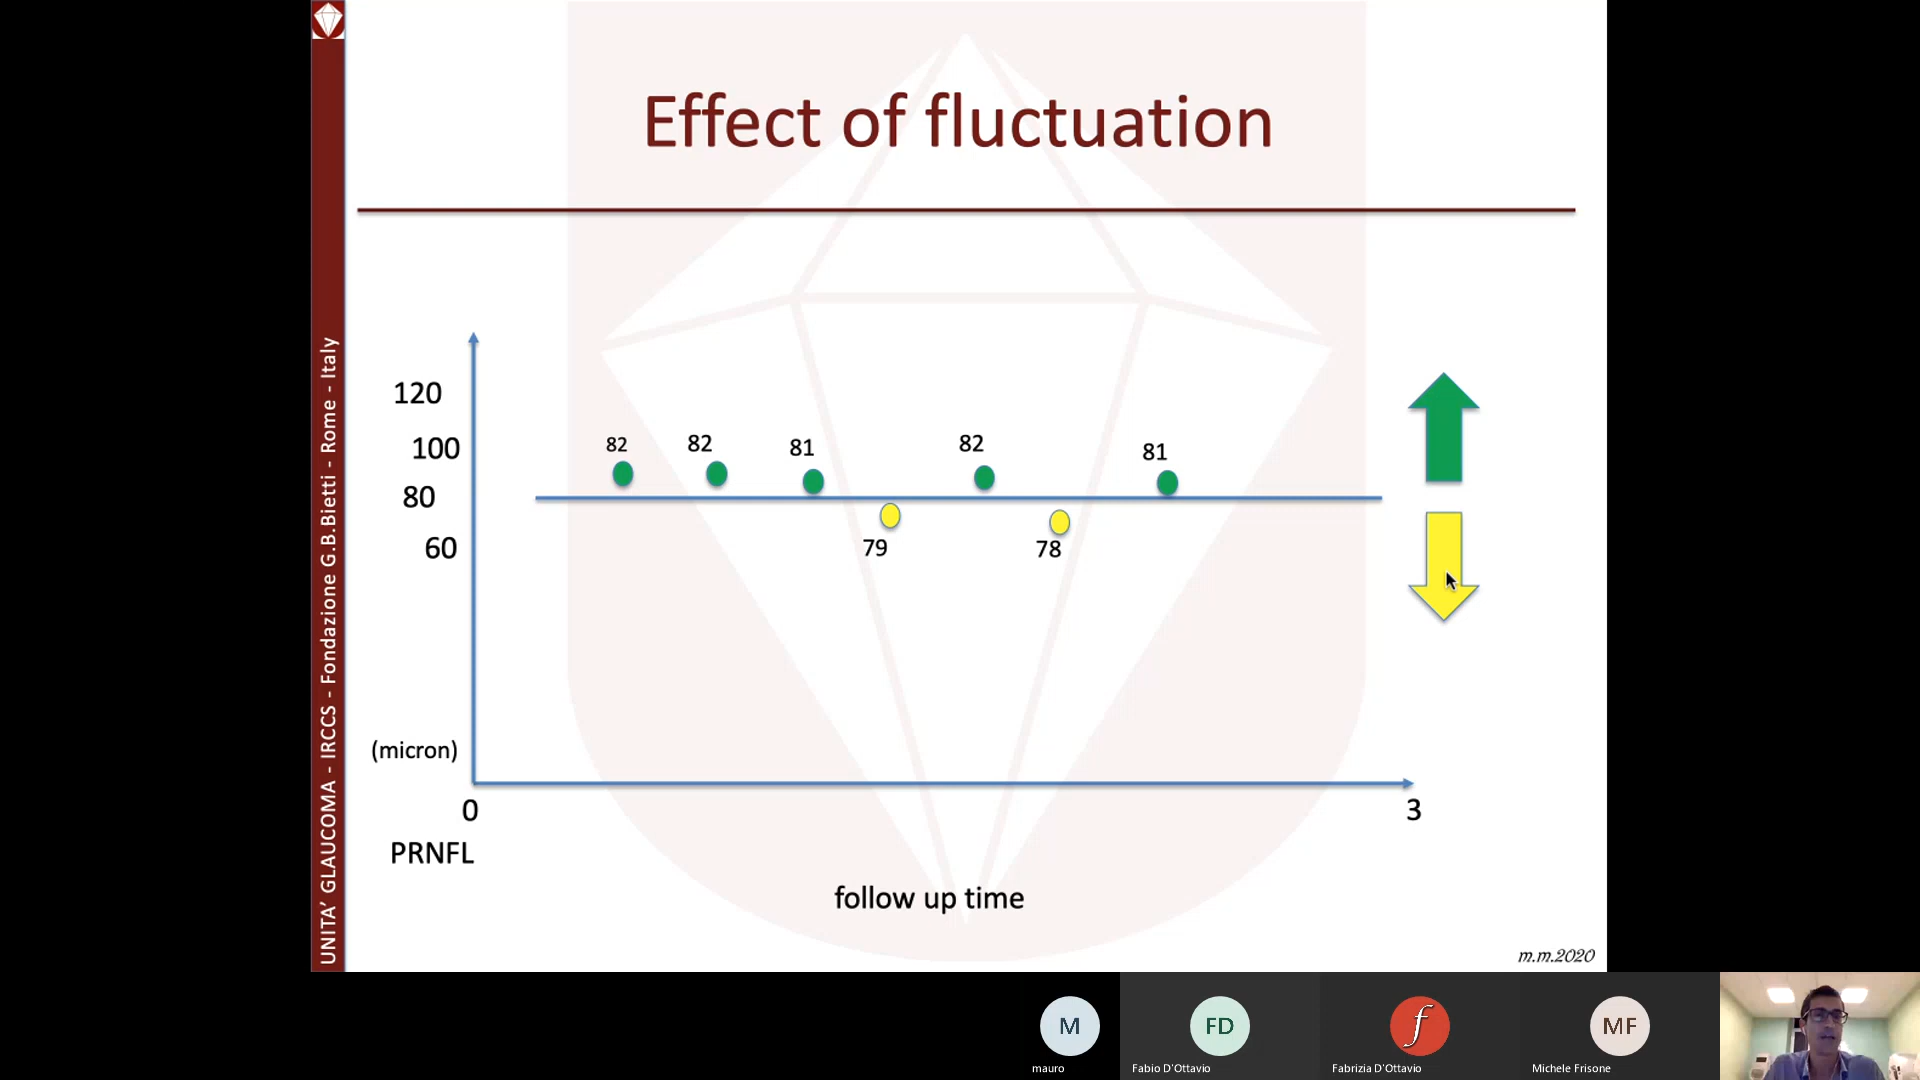 Effect of fluctuation
UNITA' GLAUCOMA - IRCCS - Fondazione G.B.Bietti - Rome - Italy
120
100
80
60
82
82
81
82
81
79
78
(micron)
0
3
PRNFL
follow up time
m.m.2020
M
FD
f
MF
mauro
Fabio D'Ottavio
Fabrizia D'Ottavio
Michele Frisone